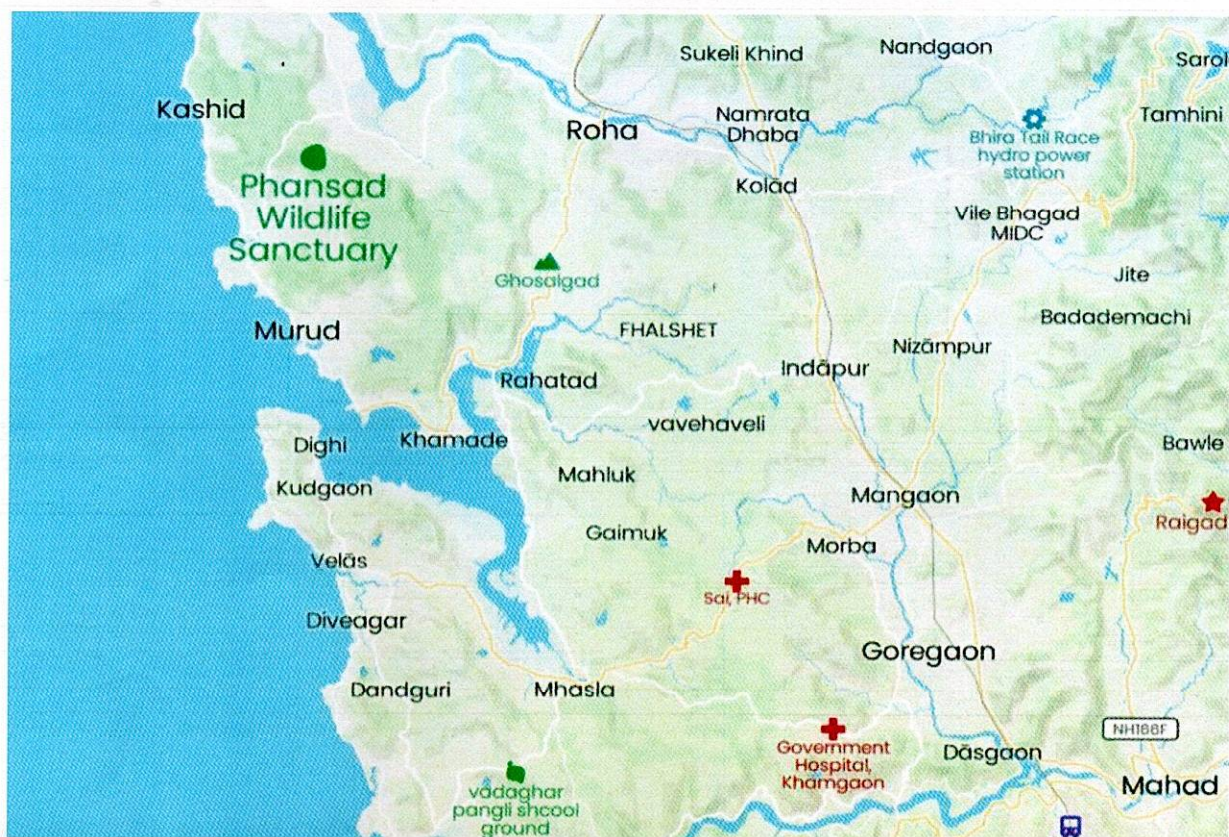 Sukeli Khind
Nandgaon
Sarol
Kashid
Roha
Namrata
Dhaba
Tamhini
Bhira Tail Race
hydro power
station
Phansad
Wildlife
Sanctuary
Kolād
Vile Bhagad
MIDC
Ghosalgad
Jite
Murud
FHALSHET
Badademachi
Nizāmpur
Rahatad
Indāpur
vavehaveli
Dighi
Khamade
Bawle
Mahluk
Kudgaon
Mangaon
Raigad
Gaimuk
Morba
Velās
Sai, PHC
Diveagar
Goregaon
Dandguri
Mhasla
NH166F
Government
Hospital,
Khamgaon
Dāsgaon
Mahad
vadaghar
pangli shcool
ground